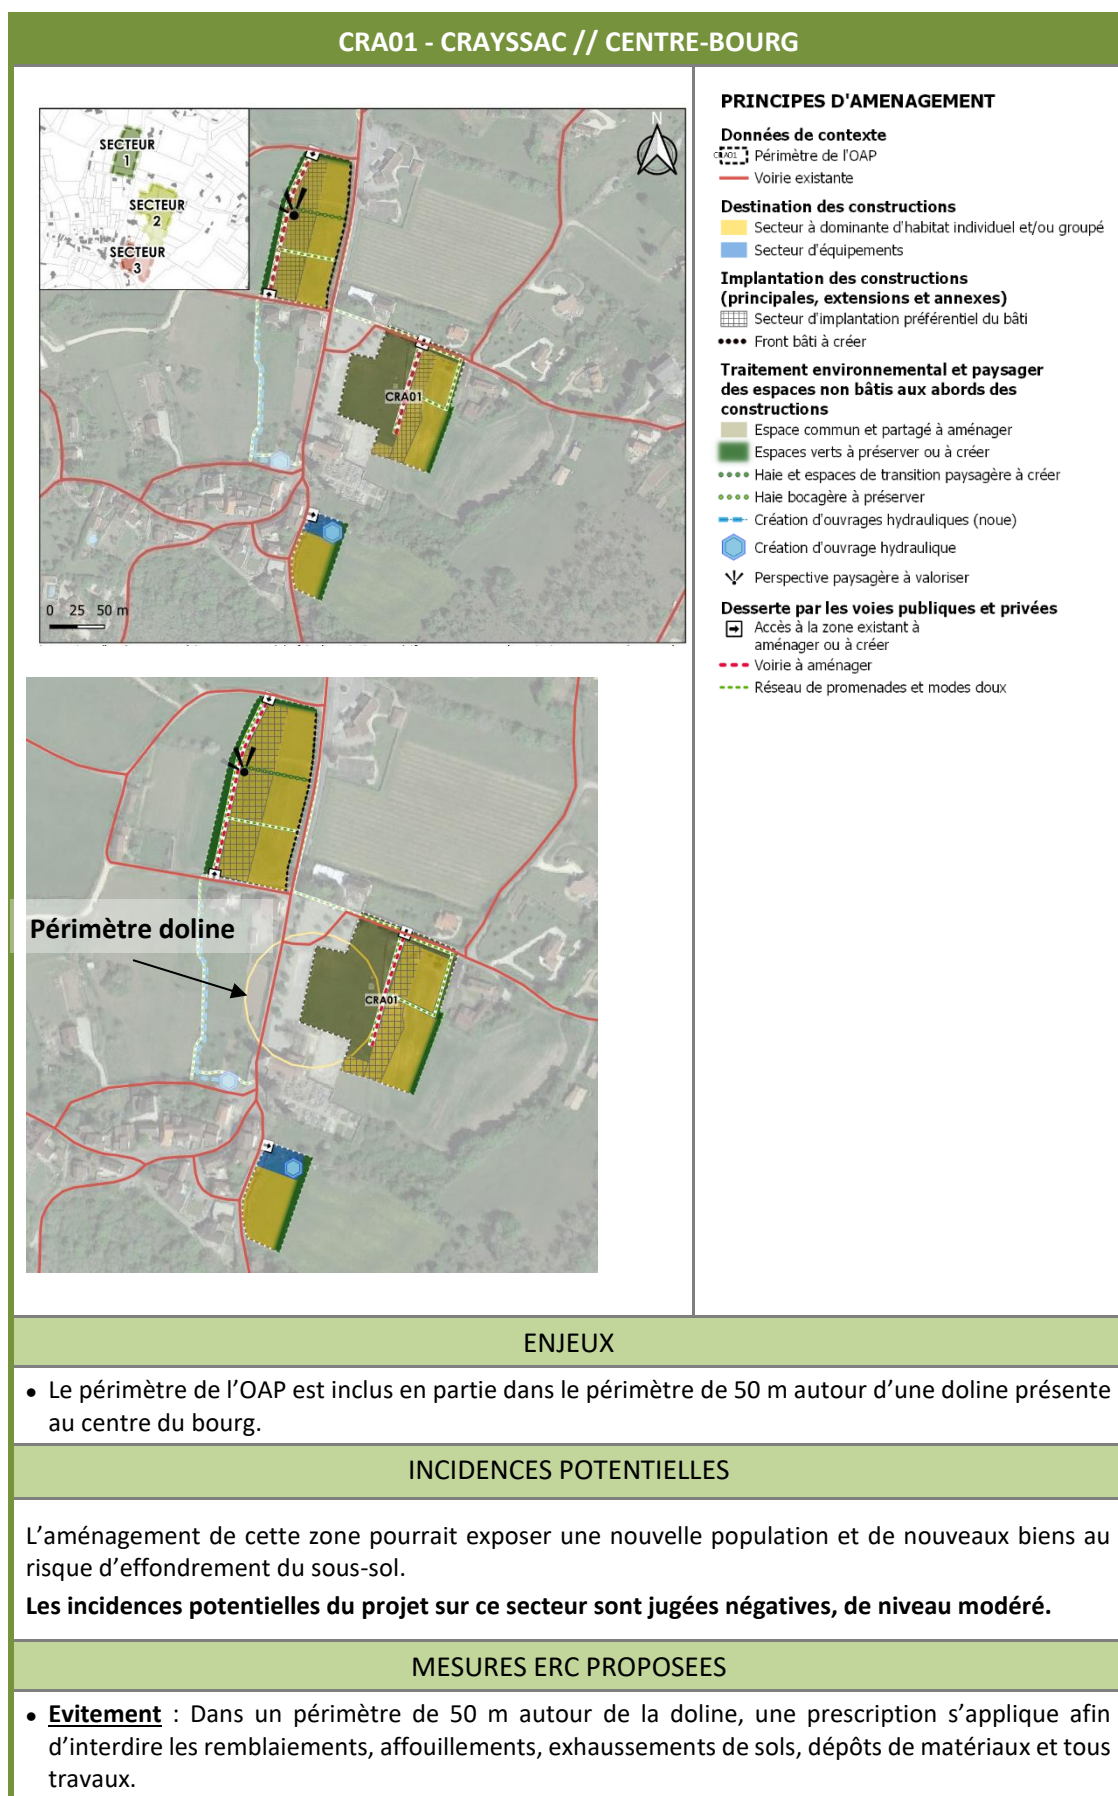 CRA01 - CRAYSSAC // CENTRE-BOURG
SECTEUR
1
SECTEUR
2
SECTEUR
3
N
CRA01
0 25 50 m
PRINCIPES D'AMENAGEMENT
Données de contexte
CRA01 Périmètre de l'OAP
Voirie existante
Destination des constructions
Secteur à dominante d'habitat individuel et/ou groupé
Secteur d'équipements
Implantation des constructions
(principales, extensions et annexes)
Secteur d'implantation préférentiel du bâti
Front bâti à créer
Traitement environnemental et paysager
des espaces non bâtis aux abords des
constructions
Espace commun et partagé à aménager
Espaces verts à préserver ou à créer
Haie et espaces de transition paysagère à créer
Haie bocagère à préserver
Création d'ouvrages hydrauliques (noue)
Création d'ouvrage hydraulique
Perspective paysagère à valoriser
Desserte par les voies publiques et privées
Accès à la zone existant à
aménager ou à créer
Voirie à aménager
Réseau de promenades et modes doux
Périmètre doline
CRA01
ENJEUX
• Le périmètre de l'OAP est inclus en partie dans le périmètre de 50 m autour d'une doline présente
au centre du bourg.
INCIDENCES POTENTIELLES
L'aménagement de cette zone pourrait exposer une nouvelle population et de nouveaux biens au
risque d'effondrement du sous-sol.
Les incidences potentielles du projet sur ce secteur sont jugées négatives, de niveau modéré.
MESURES ERC PROPOSEES
• Evitement : Dans un périmètre de 50 m autour de la doline, une prescription s'applique afin
d'interdire les remblaiements, affouillements, exhaussements de sols, dépôts de matériaux et tous
travaux.